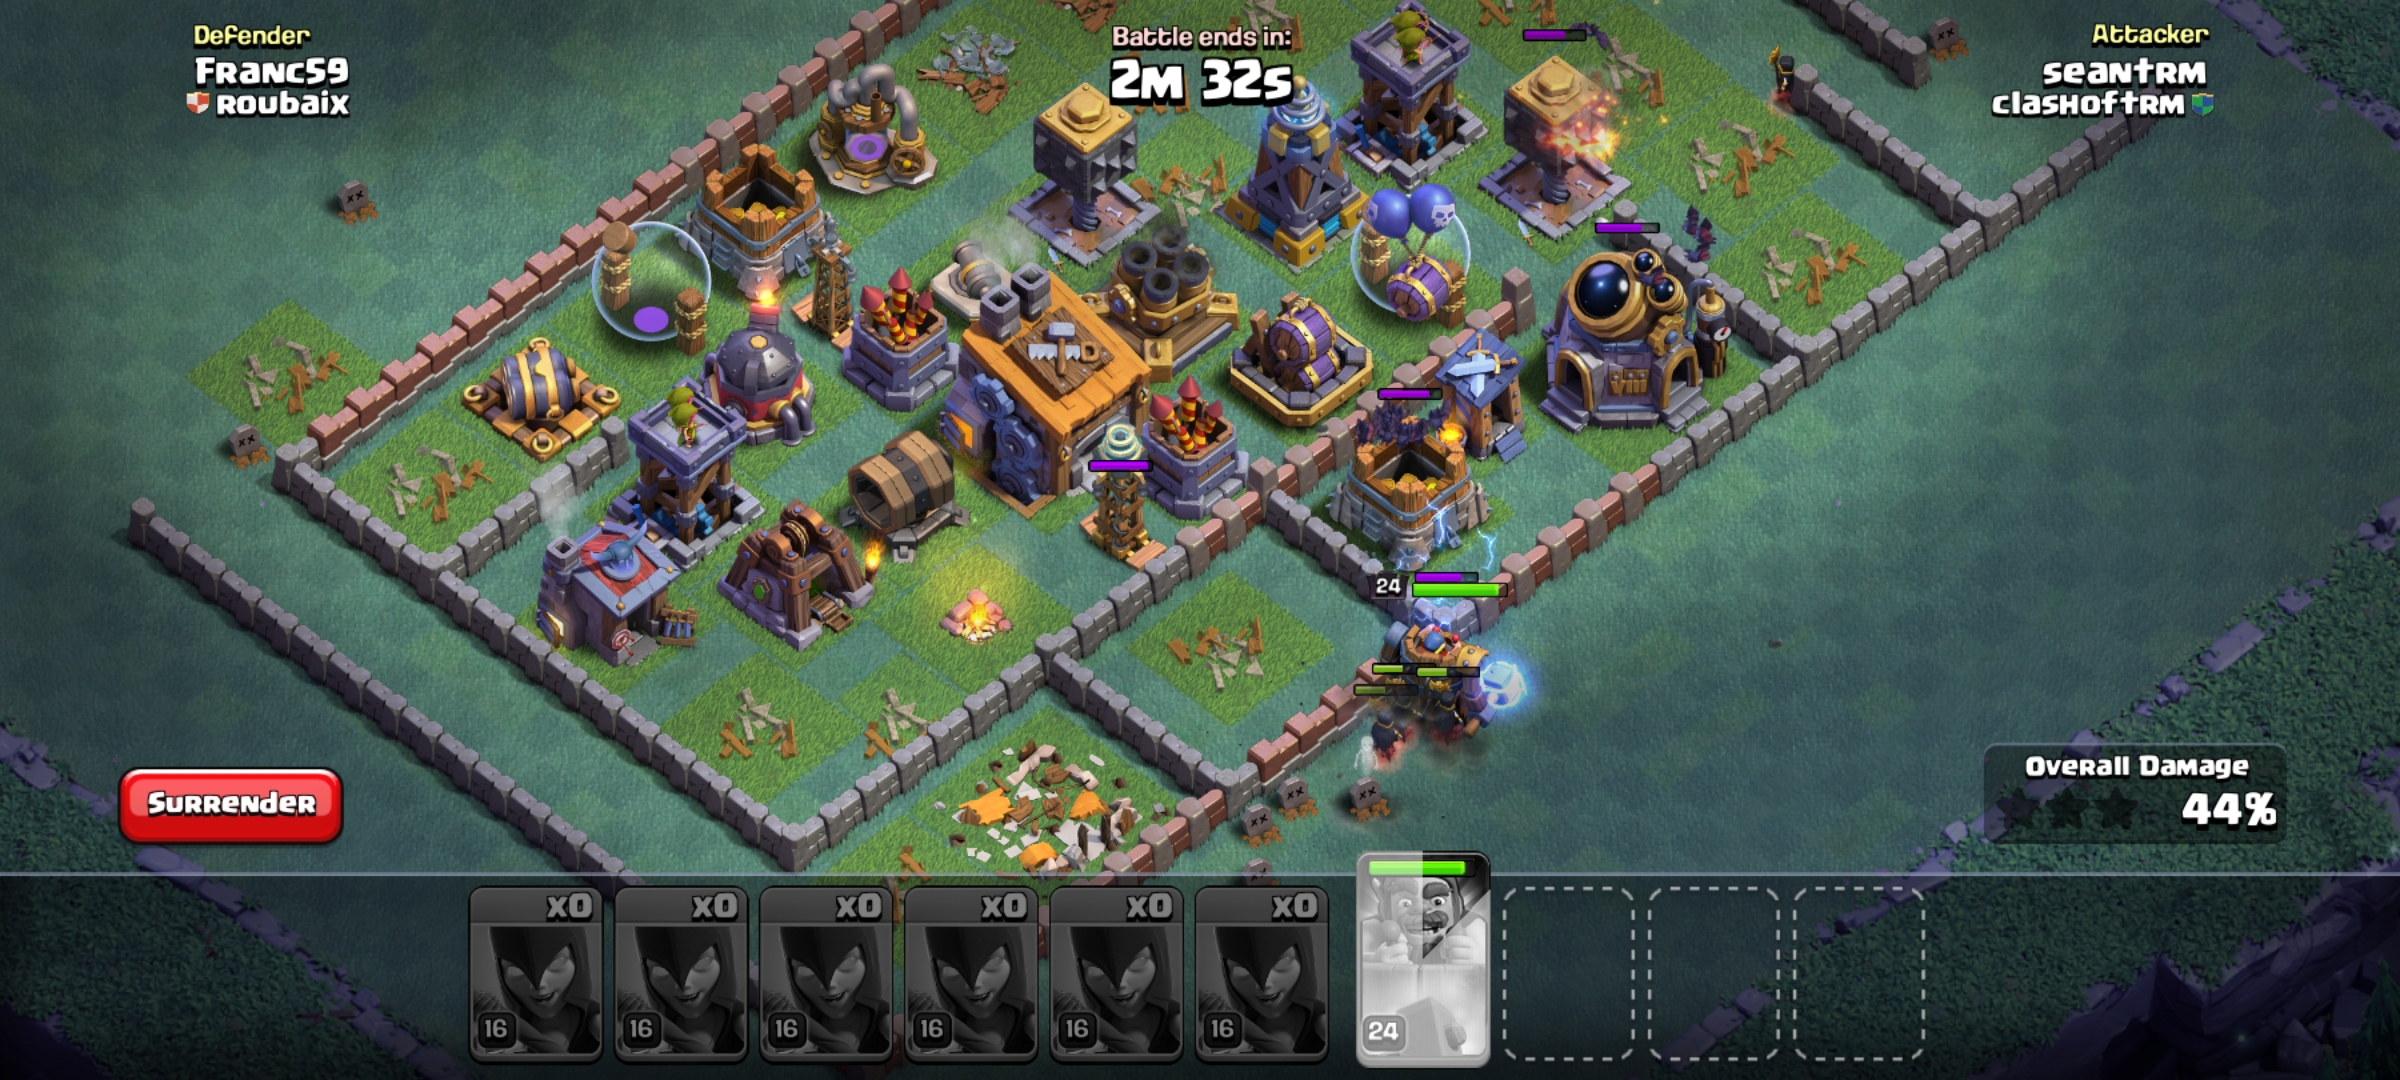 Defender
Franc59
roubaix
Battle ends in:
2M 32s
Attacker
seantrm
clashoftrm
VIII
24
Surrender
Overall Damage
44%
x0
x0
x0
x0
x0
x0
16
16
16
16
16
16
24